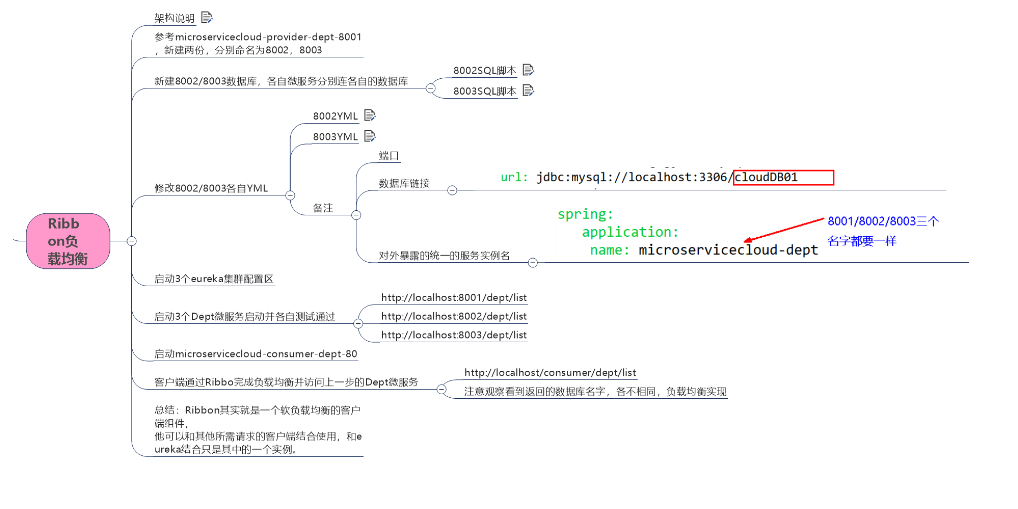 Ribb
on负
载均衡
架构说明
参考microservicecloud-provider-dept-8001
，新建两份，分别命名为8002，8003
新建8002/8003数据库，各自微服务分别连各自的数据库
8002SQL脚本
8003SQL脚本
修改8002/8003各自YML
8002YML
8003YML
备注
端口
数据库链接
url: jdbc:mysql://localhost:3306/cloudDB01
对外暴露的统一的服务实例名
spring:
application:
name: microservicecloud-dept
8001/8002/8003三个
名字都要一样
启动3个eureka集群配置区
启动3个Dept微服务启动并各自测试通过
http://localhost:8001/dept/list
http://localhost:8002/dept/list
http://localhost:8003/dept/list
启动microservicecloud-consumer-dept-80
客户端通过Ribbo完成负载均衡并访问上一步的Dept微服务
http://localhost/consumer/dept/list
注意观察看到返回的数据库名字，各不相同，负载均衡实现
总结：Ribbon其实就是一个软负载均衡的客户
端组件，
他可以和其他所需请求的客户端结合使用，和e
ureka结合只是其中的一个实例。